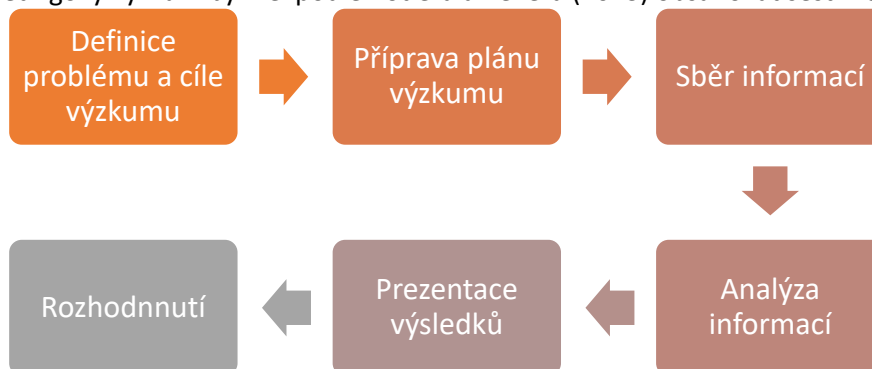 Definice
problému a cíle
výzkumu
Příprava plánu
výzkumu
Sběr informací
Rozhodnnutí
Prezentace
výsledků
Analýza
informací